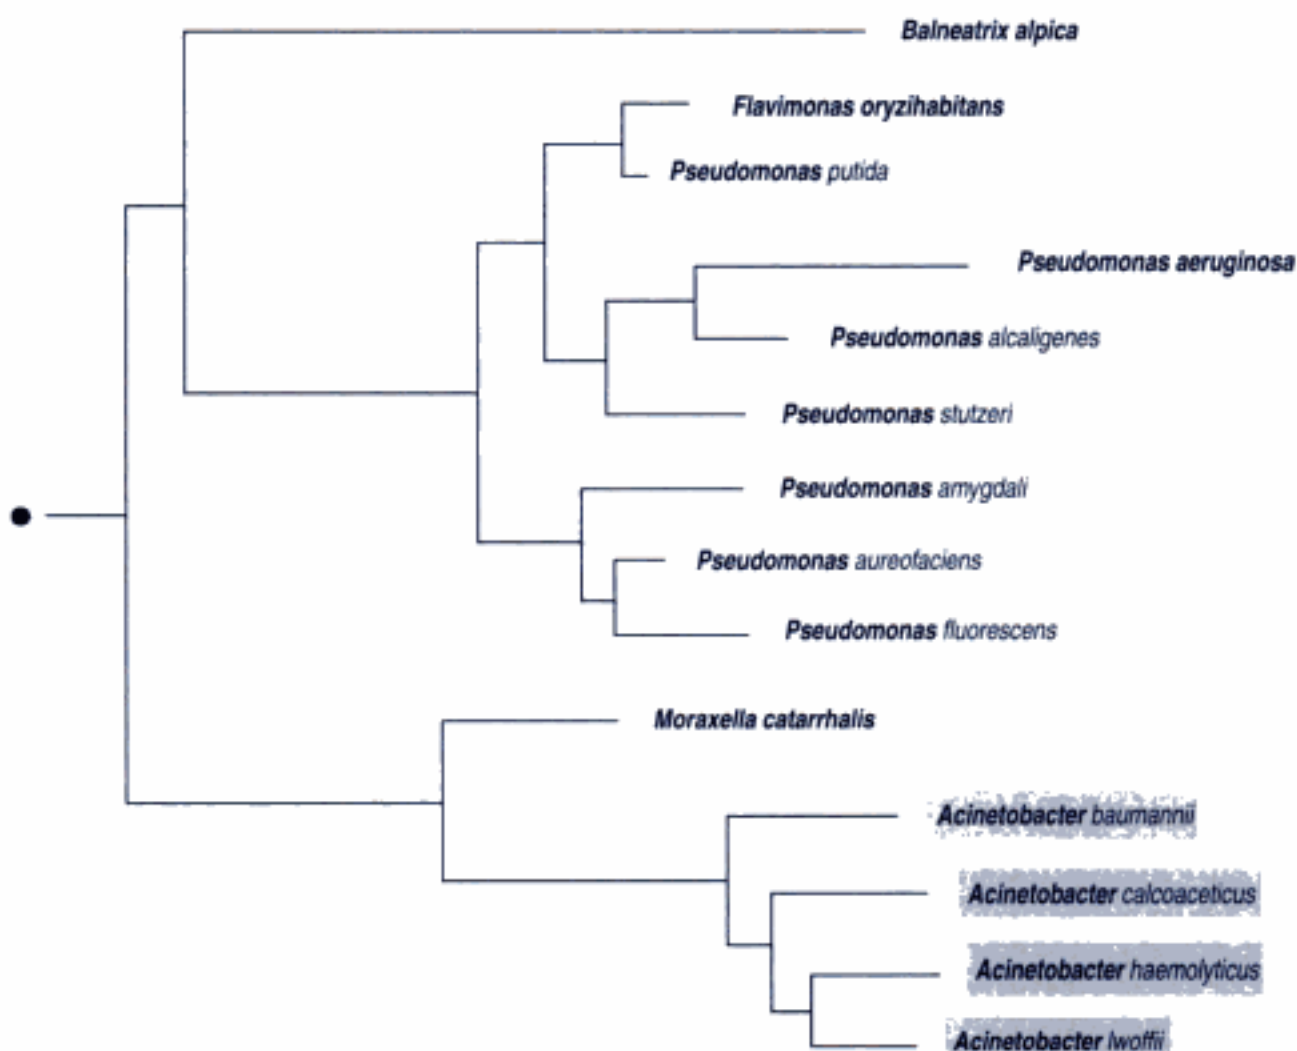 Balneatrix alpica
Flavimonas oryzihabitans
Pseudomonas putida
Pseudomonas aeruginosa
Pseudomonas alcaligenes
Pseudomonas stutzeri
Pseudomonas amygdali
Pseudomonas aureofaciens
Pseudomonas fluorescens
Moraxella catarrhalis
Acinetobacter baumannii
Acinetobacter calcoaceticus
Acinetobacter haemolyticus
Acinetobacter lwoffii